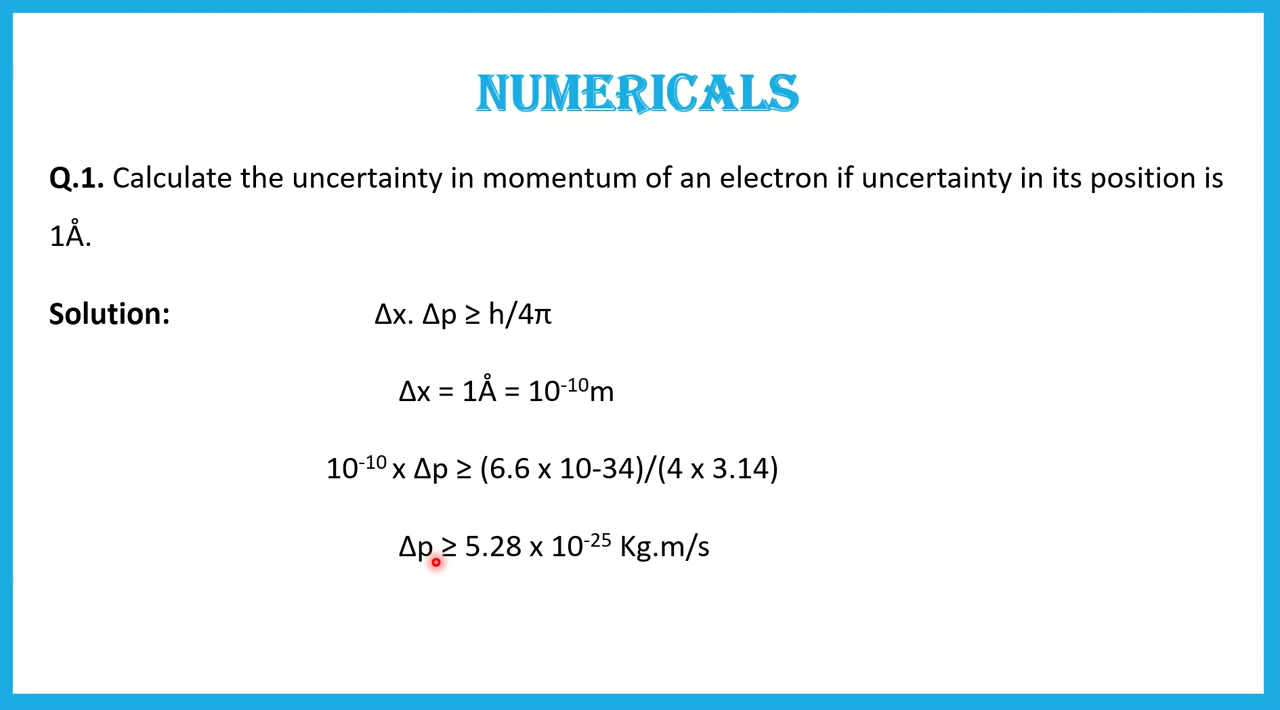 NUMERICALS
Q.1. Calculate the uncertainty in momentum of an electron if uncertainty in its position is
1Å.
Solution: Δx. Δp ≥ h/4π
Δx = 1Å = 10⁻¹⁰m
10⁻¹⁰ x Δp ≥ (6.6 x 10-34)/(4 x 3.14)
Δp ≥ 5.28 x 10⁻²⁵ Kg.m/s